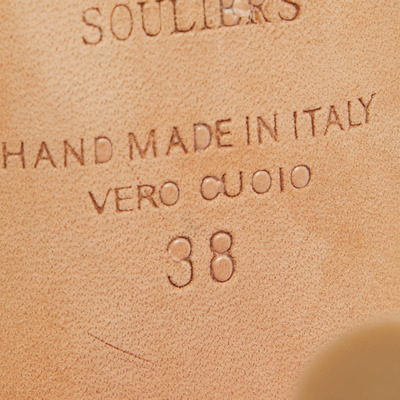 SOULIERS
HAND MADE IN ITALY
VERO CUOIO
38